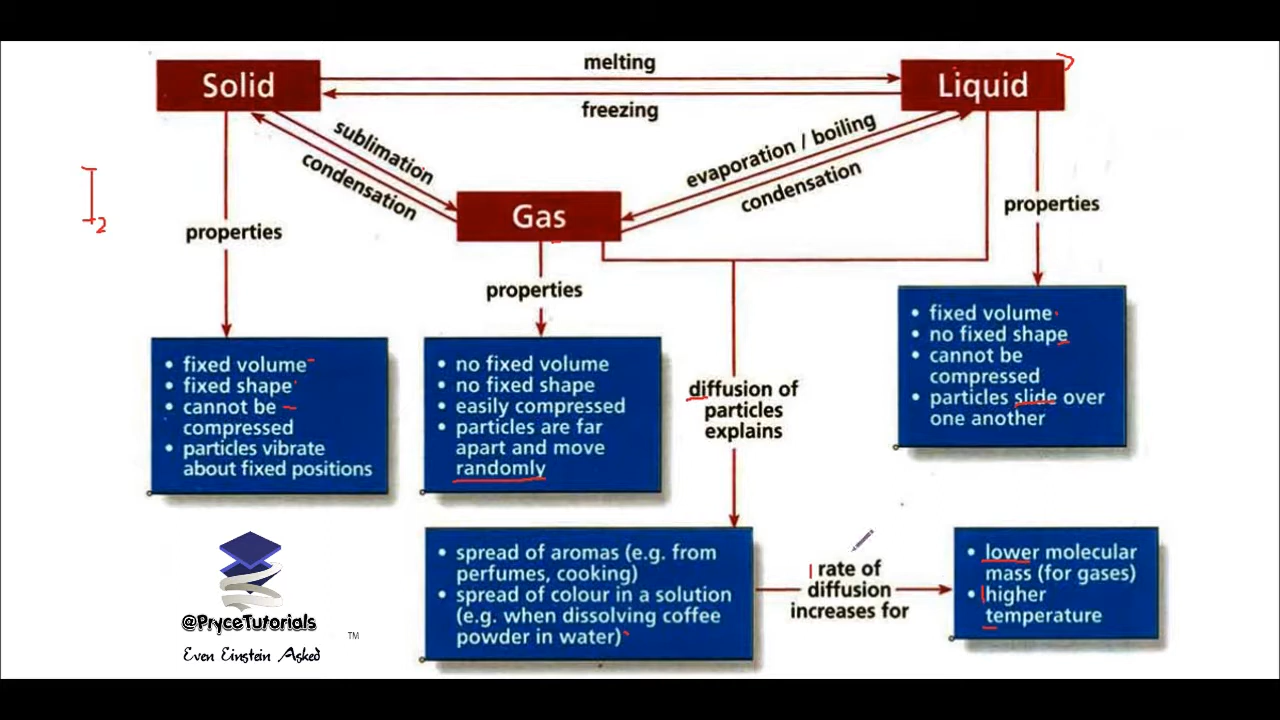 melting
Solid
Liquid
freezing
sublimation
condensation
evaporation / boiling
condensation
I2
Gas
properties
properties
properties
• fixed volume
• fixed shape
• cannot be
compressed
• particles vibrate
about fixed positions
• no fixed volume
• no fixed shape
• easily compressed
• particles are far
apart and move
randomly
diffusion of
particles
explains
• fixed volume
• no fixed shape
• cannot be
compressed
• particles slide over
one another
• spread of aromas (e.g. from
perfumes, cooking)
• spread of colour in a solution
(e.g. when dissolving coffee
powder in water)
rate of
diffusion
increases for
• lower molecular
mass (for gases)
• higher
temperature
@PryceTutorials
TM
Even Einstein Asked